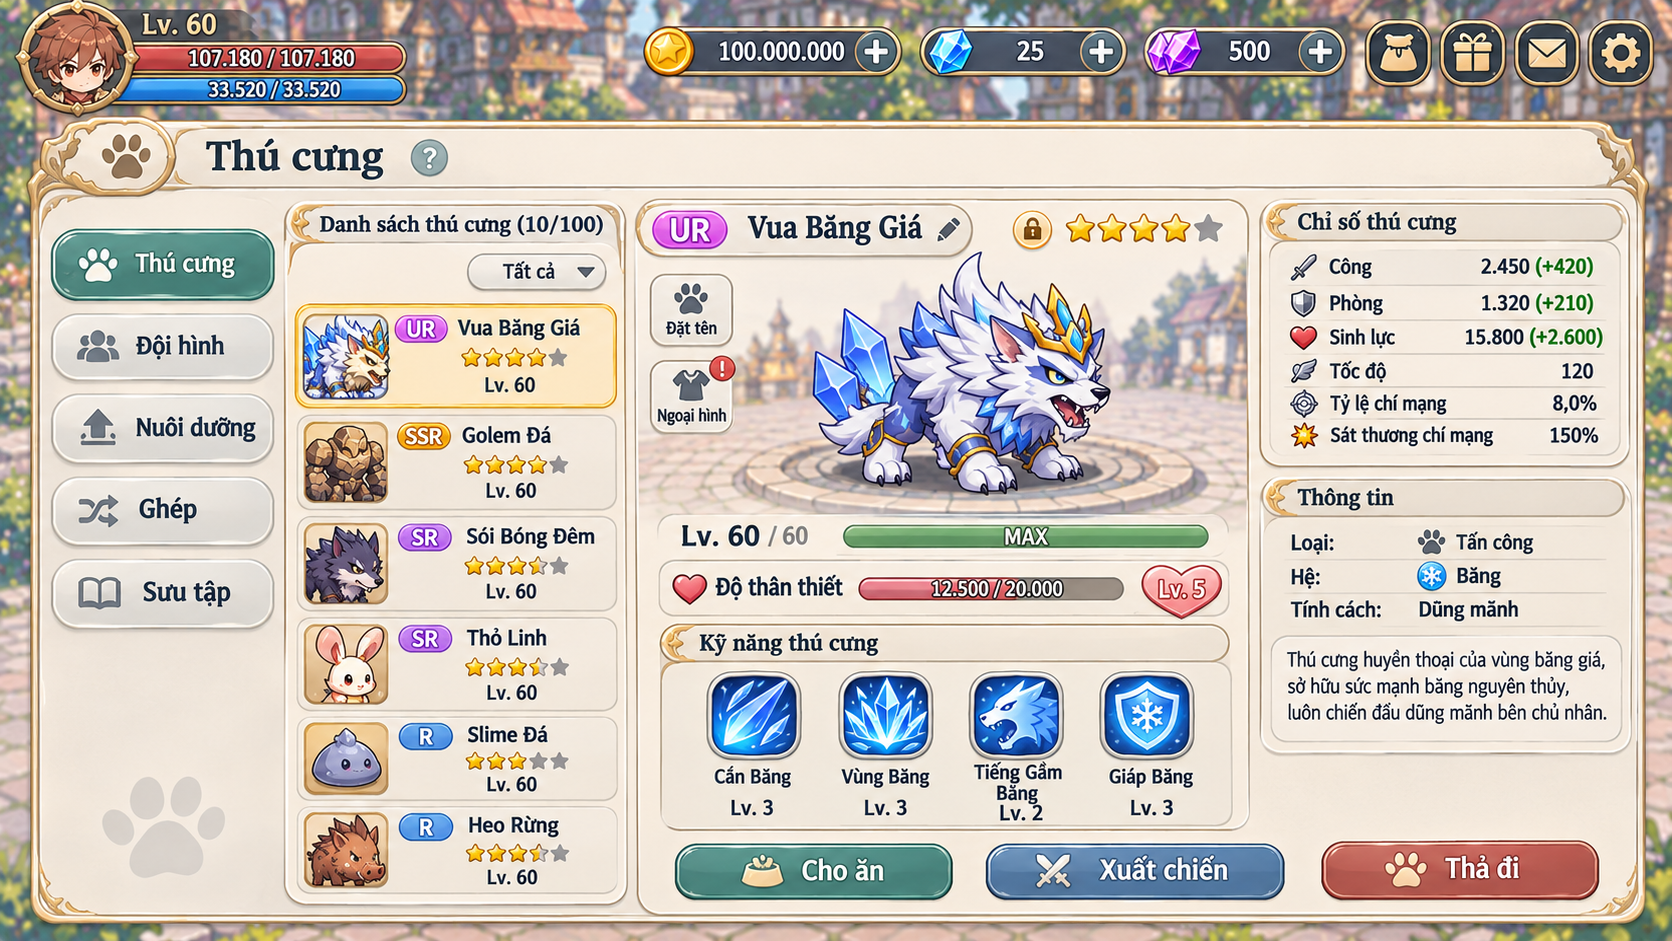 Lv. 60
107.180 / 107.180
33.520 / 33.520
100.000.000
25
500
Thú cưng
?
Thú cưng
Đội hình
Nuôi dưỡng
Ghép
Sưu tập
Danh sách thú cưng (10/100)
Tất cả
UR Vua Băng Giá
Lv. 60
SSR Golem Đá
Lv. 60
SR Sói Bóng Đêm
Lv. 60
SR Thỏ Linh
Lv. 60
R Slime Đá
Lv. 60
R Heo Rừng
Lv. 60
UR Vua Băng Giá
Đặt tên
!
Ngoại hình
Lv. 60 / 60 MAX
Độ thân thiết 12.500 / 20.000 Lv. 5
Kỹ năng thú cưng
Cắn Băng
Lv. 3
Vùng Băng
Lv. 3
Tiếng Gầm
Băng
Lv. 2
Giáp Băng
Lv. 3
Cho ăn
Xuất chiến
Thả đi
Chỉ số thú cưng
Công 2.450 (+420)
Phòng 1.320 (+210)
Sinh lực 15.800 (+2.600)
Tốc độ 120
Tỷ lệ chí mạng 8,0%
Sát thương chí mạng 150%
Thông tin
Loại: Tấn công
Hệ: Băng
Tính cách: Dũng mãnh
Thú cưng huyền thoại của vùng băng giá,
sở hữu sức mạnh băng nguyên thủy,
luôn chiến đấu dũng mãnh bên chủ nhân.